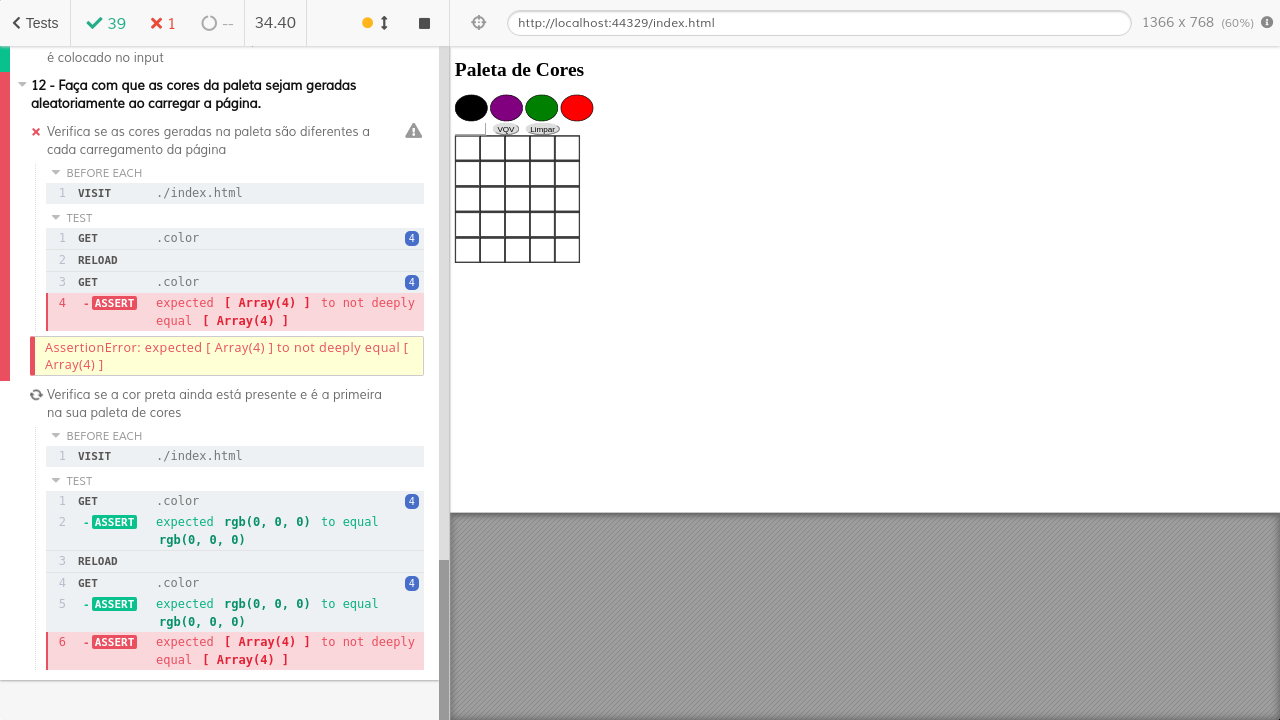 Tests
39
1
--
34.40
http://localhost:44329/index.html
1366 x 768 (60%)
é colocado no input
12 - Faça com que as cores da paleta sejam geradas
aleatoriamente ao carregar a página.
Verifica se as cores geradas na paleta são diferentes a
cada carregamento da página
BEFORE EACH
1 VISIT ./index.html
TEST
1 GET .color 4
2 RELOAD
3 GET .color 4
4 -ASSERT expected [ Array(4) ] to not deeply
equal [ Array(4) ]
AssertionError: expected [ Array(4) ] to not deeply equal [
Array(4) ]
Verifica se a cor preta ainda está presente e é a primeira
na sua paleta de cores
BEFORE EACH
1 VISIT ./index.html
TEST
1 GET .color 4
2 -ASSERT expected rgb(0, 0, 0) to equal
rgb(0, 0, 0)
3 RELOAD
4 GET .color 4
5 -ASSERT expected rgb(0, 0, 0) to equal
rgb(0, 0, 0)
6 -ASSERT expected [ Array(4) ] to not deeply
equal [ Array(4) ]
Paleta de Cores
VQV Limpar